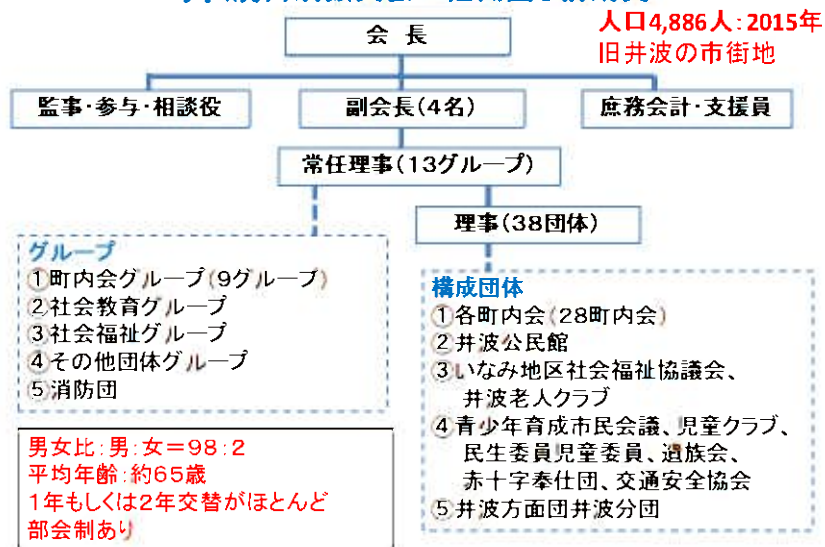 人口4,886人:2015年
旧井波の市街地
会 長
監事・参与・相談役
副会長(4名)
庶務会計・支援員
常任理事(13グループ)
理事(38団体)
グループ
①町内会グループ(9グループ)
②社会教育グループ
③社会福祉グループ
④その他団体グループ
⑤消防団
男女比:男:女=98:2
平均年齢:約65歳
1年もしくは2年交替がほとんど
部会制あり
構成団体
①各町内会(28町内会)
②井波公民館
③いなみ地区社会福祉協議会、
井波老人クラブ
④青少年育成市民会議、児童クラブ、
民生委員児童委員、遺族会、
赤十字奉仕団、交通安全協会
⑤井波方面団井波分団